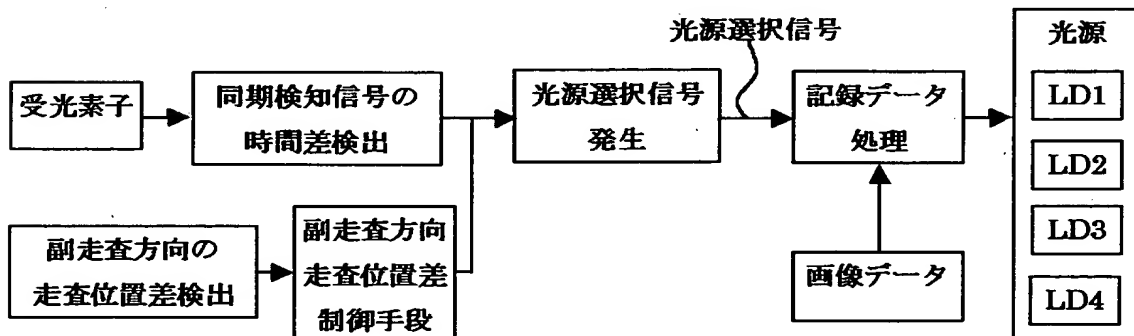 光源選択信号
光源
受光素子
同期検知信号の
時間差検出
光源選択信号
発生
記録データ
処理
LD1
LD2
LD3
LD4
副走査方向の
走査位置差検出
副走査方向
走査位置差
制御手段
画像データ